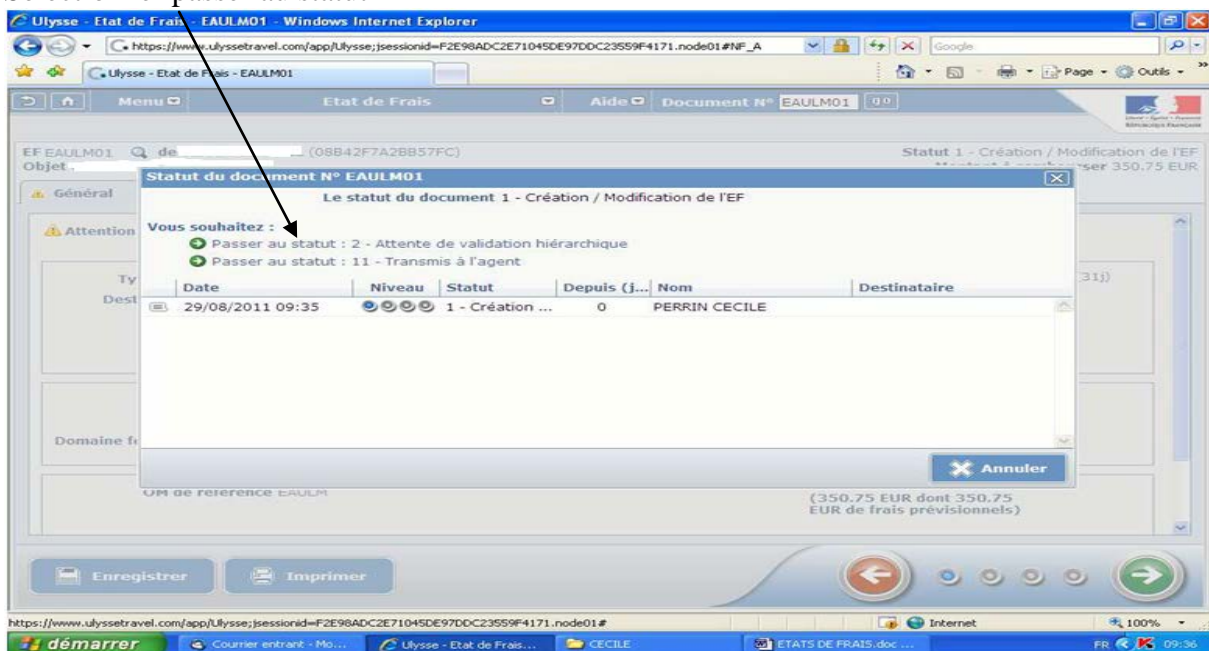 Ulysse - Etat de Frais - EAULM01 - Windows Internet Explorer
https://www.ulyssetravel.com/app/Ulysse;jsessionid=F2E98ADC2E71045DE97DDC23559F4171.node01#NF_A
Google
Ulysse - Etat de Frais - EAULM01
Page
Outils
Menu
Etat de Frais
Aide
Document N° EAULM01
EF EAULM01 de (08B42F7A2BB57FC)
Statut 1 - Création / Modification de l'EF
Objet
350.75 EUR
Général
Statut du document N° EAULM01
Le statut du document 1 - Création / Modification de l'EF
Attention
Vous souhaitez :
Passer au statut : 2 - Attente de validation hiérarchique
Passer au statut : 11 - Transmis à l'agent
Ty
31j)
Dest
Date Niveau Statut Depuis (j... Nom Destinataire
29/08/2011 09:35 1 - Création ... 0 PERRIN CECILE
Domaine f
Annuler
OM de référence EAULM
(350.75 EUR dont 350.75
EUR de frais prévisionnels)
Enregistrer
Imprimer
https://www.ulyssetravel.com/app/Ulysse;jsessionid=F2E98ADC2E71045DE97DDC23559F4171.node01#
Internet
100%
démarrer
Courrier entrant - Mo...
Ulysse - Etat de Frais...
CECILE
ETATS DE FRAIS.doc ...
FR
09:36